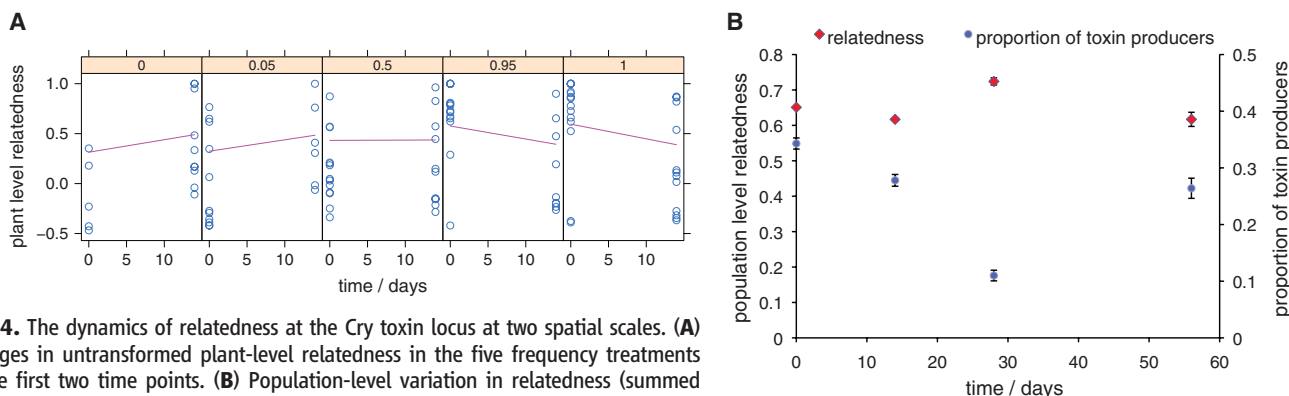 A
0 0.05 0.5 0.95 1
plant level relatedness
1.0
0.5
0.0
−0.5
0 5 10 0 5 10 0 5 10 0 5 10 0 5 10
time / days
4. The dynamics of relatedness at the Cry toxin locus at two spatial scales. (A)
ges in untransformed plant-level relatedness in the five frequency treatments
e first two time points. (B) Population-level variation in relatedness (summed
B
relatedness proportion of toxin producers
population level relatedness
0.8
0.7
0.6
0.5
0.4
0.3
0.2
0.1
0
0.5
0.4
0.3
0.2
0.1
0
proportion of toxin producers
0 10 20 30 40 50 60
time / days